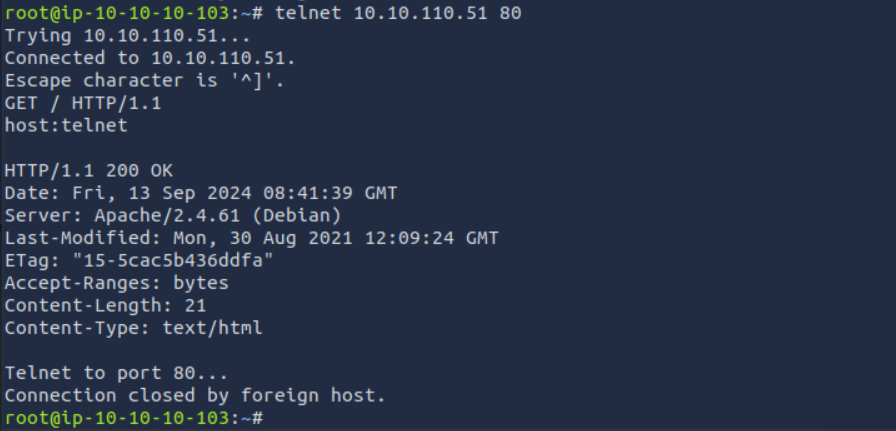 root@ip-10-10-10-103:~# telnet 10.10.110.51 80
Trying 10.10.110.51...
Connected to 10.10.110.51.
Escape character is '^]'.
GET / HTTP/1.1
host:telnet

HTTP/1.1 200 OK
Date: Fri, 13 Sep 2024 08:41:39 GMT
Server: Apache/2.4.61 (Debian)
Last-Modified: Mon, 30 Aug 2021 12:09:24 GMT
ETag: "15-5cac5b436ddfa"
Accept-Ranges: bytes
Content-Length: 21
Content-Type: text/html

Telnet to port 80...
Connection closed by foreign host.
root@ip-10-10-10-103:~#